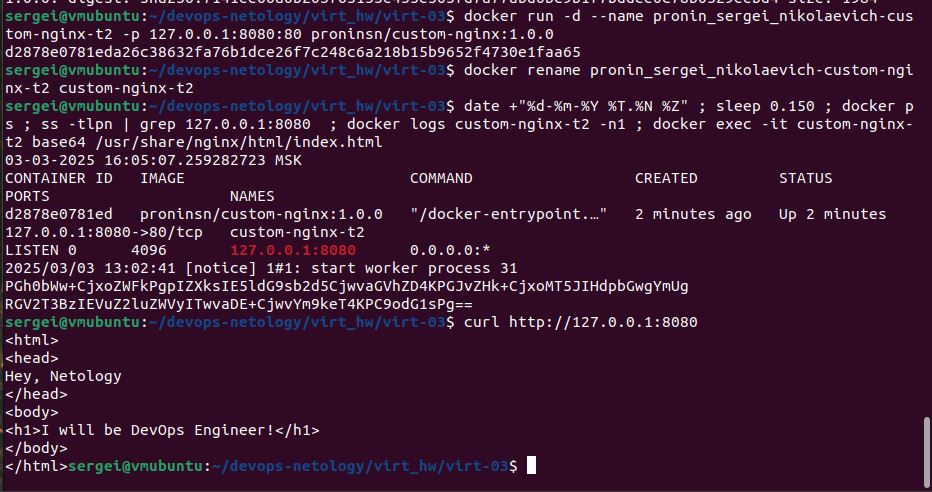 sergei@vmubuntu:~/devops-netology/virt_hw/virt-03$ docker run -d --name pronin_sergei_nikolaevich-cus
tom-nginx-t2 -p 127.0.0.1:8080:80 proninsn/custom-nginx:1.0.0
d2878e0781eda26c38632fa76b1dce26f7c248c6a218b15b9652f4730e1faa65
sergei@vmubuntu:~/devops-netology/virt_hw/virt-03$ docker rename pronin_sergei_nikolaevich-custom-ngi
nx-t2 custom-nginx-t2
sergei@vmubuntu:~/devops-netology/virt_hw/virt-03$ date +"%d-%m-%Y %T.%N %Z" ; sleep 0.150 ; docker p
s ; ss -tlpn | grep 127.0.0.1:8080  ; docker logs custom-nginx-t2 -n1 ; docker exec -it custom-nginx-
t2 base64 /usr/share/nginx/html/index.html
03-03-2025 16:05:07.259282723 MSK
CONTAINER ID   IMAGE                         COMMAND                  CREATED         STATUS
PORTS                    NAMES
d2878e0781ed   proninsn/custom-nginx:1.0.0   "/docker-entrypoint.…"   2 minutes ago   Up 2 minutes
127.0.0.1:8080->80/tcp   custom-nginx-t2
LISTEN 0      4096       127.0.0.1:8080      0.0.0.0:*
2025/03/03 13:02:41 [notice] 1#1: start worker process 31
PGh0bWw+CjxoZWFkPgpIZXksIE5ldG9sb2d5CjwvaGVhZD4KPGJvZHk+CjxoMT5JIHdpbGwgYmUg
RGV2T3BzIEVuZ2luZWVyITwvaDE+CjwvYm9keT4KPC9odG1sPg==
sergei@vmubuntu:~/devops-netology/virt_hw/virt-03$ curl http://127.0.0.1:8080
<html>
<head>
Hey, Netology
</head>
<body>
<h1>I will be DevOps Engineer!</h1>
</body>
</html>sergei@vmubuntu:~/devops-netology/virt_hw/virt-03$